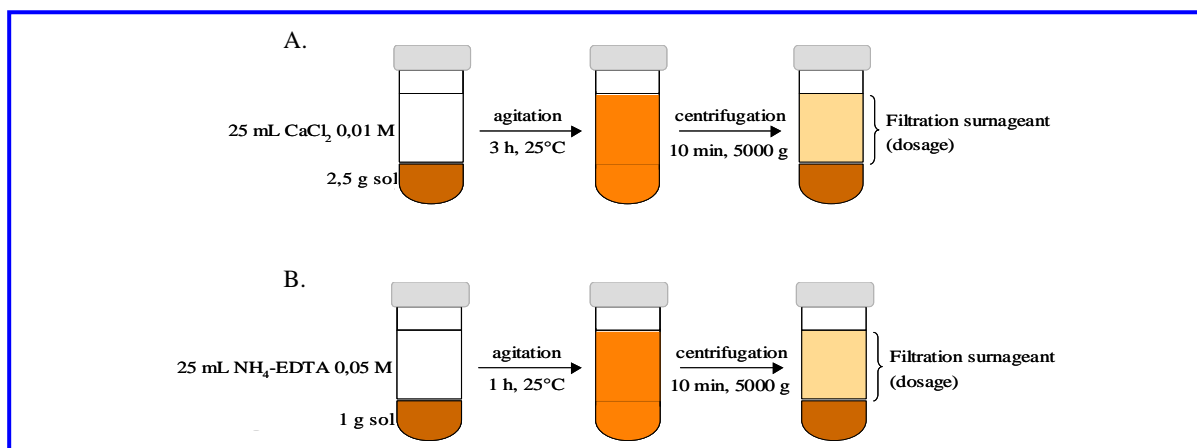 A.
25 mL CaCl₂ 0,01 M
2,5 g sol
agitation
3 h, 25°C
centrifugation
10 min, 5000 g
Filtration surnageant
(dosage)
B.
25 mL NH₄-EDTA 0,05 M
1 g sol
agitation
1 h, 25°C
centrifugation
10 min, 5000 g
Filtration surnageant
(dosage)